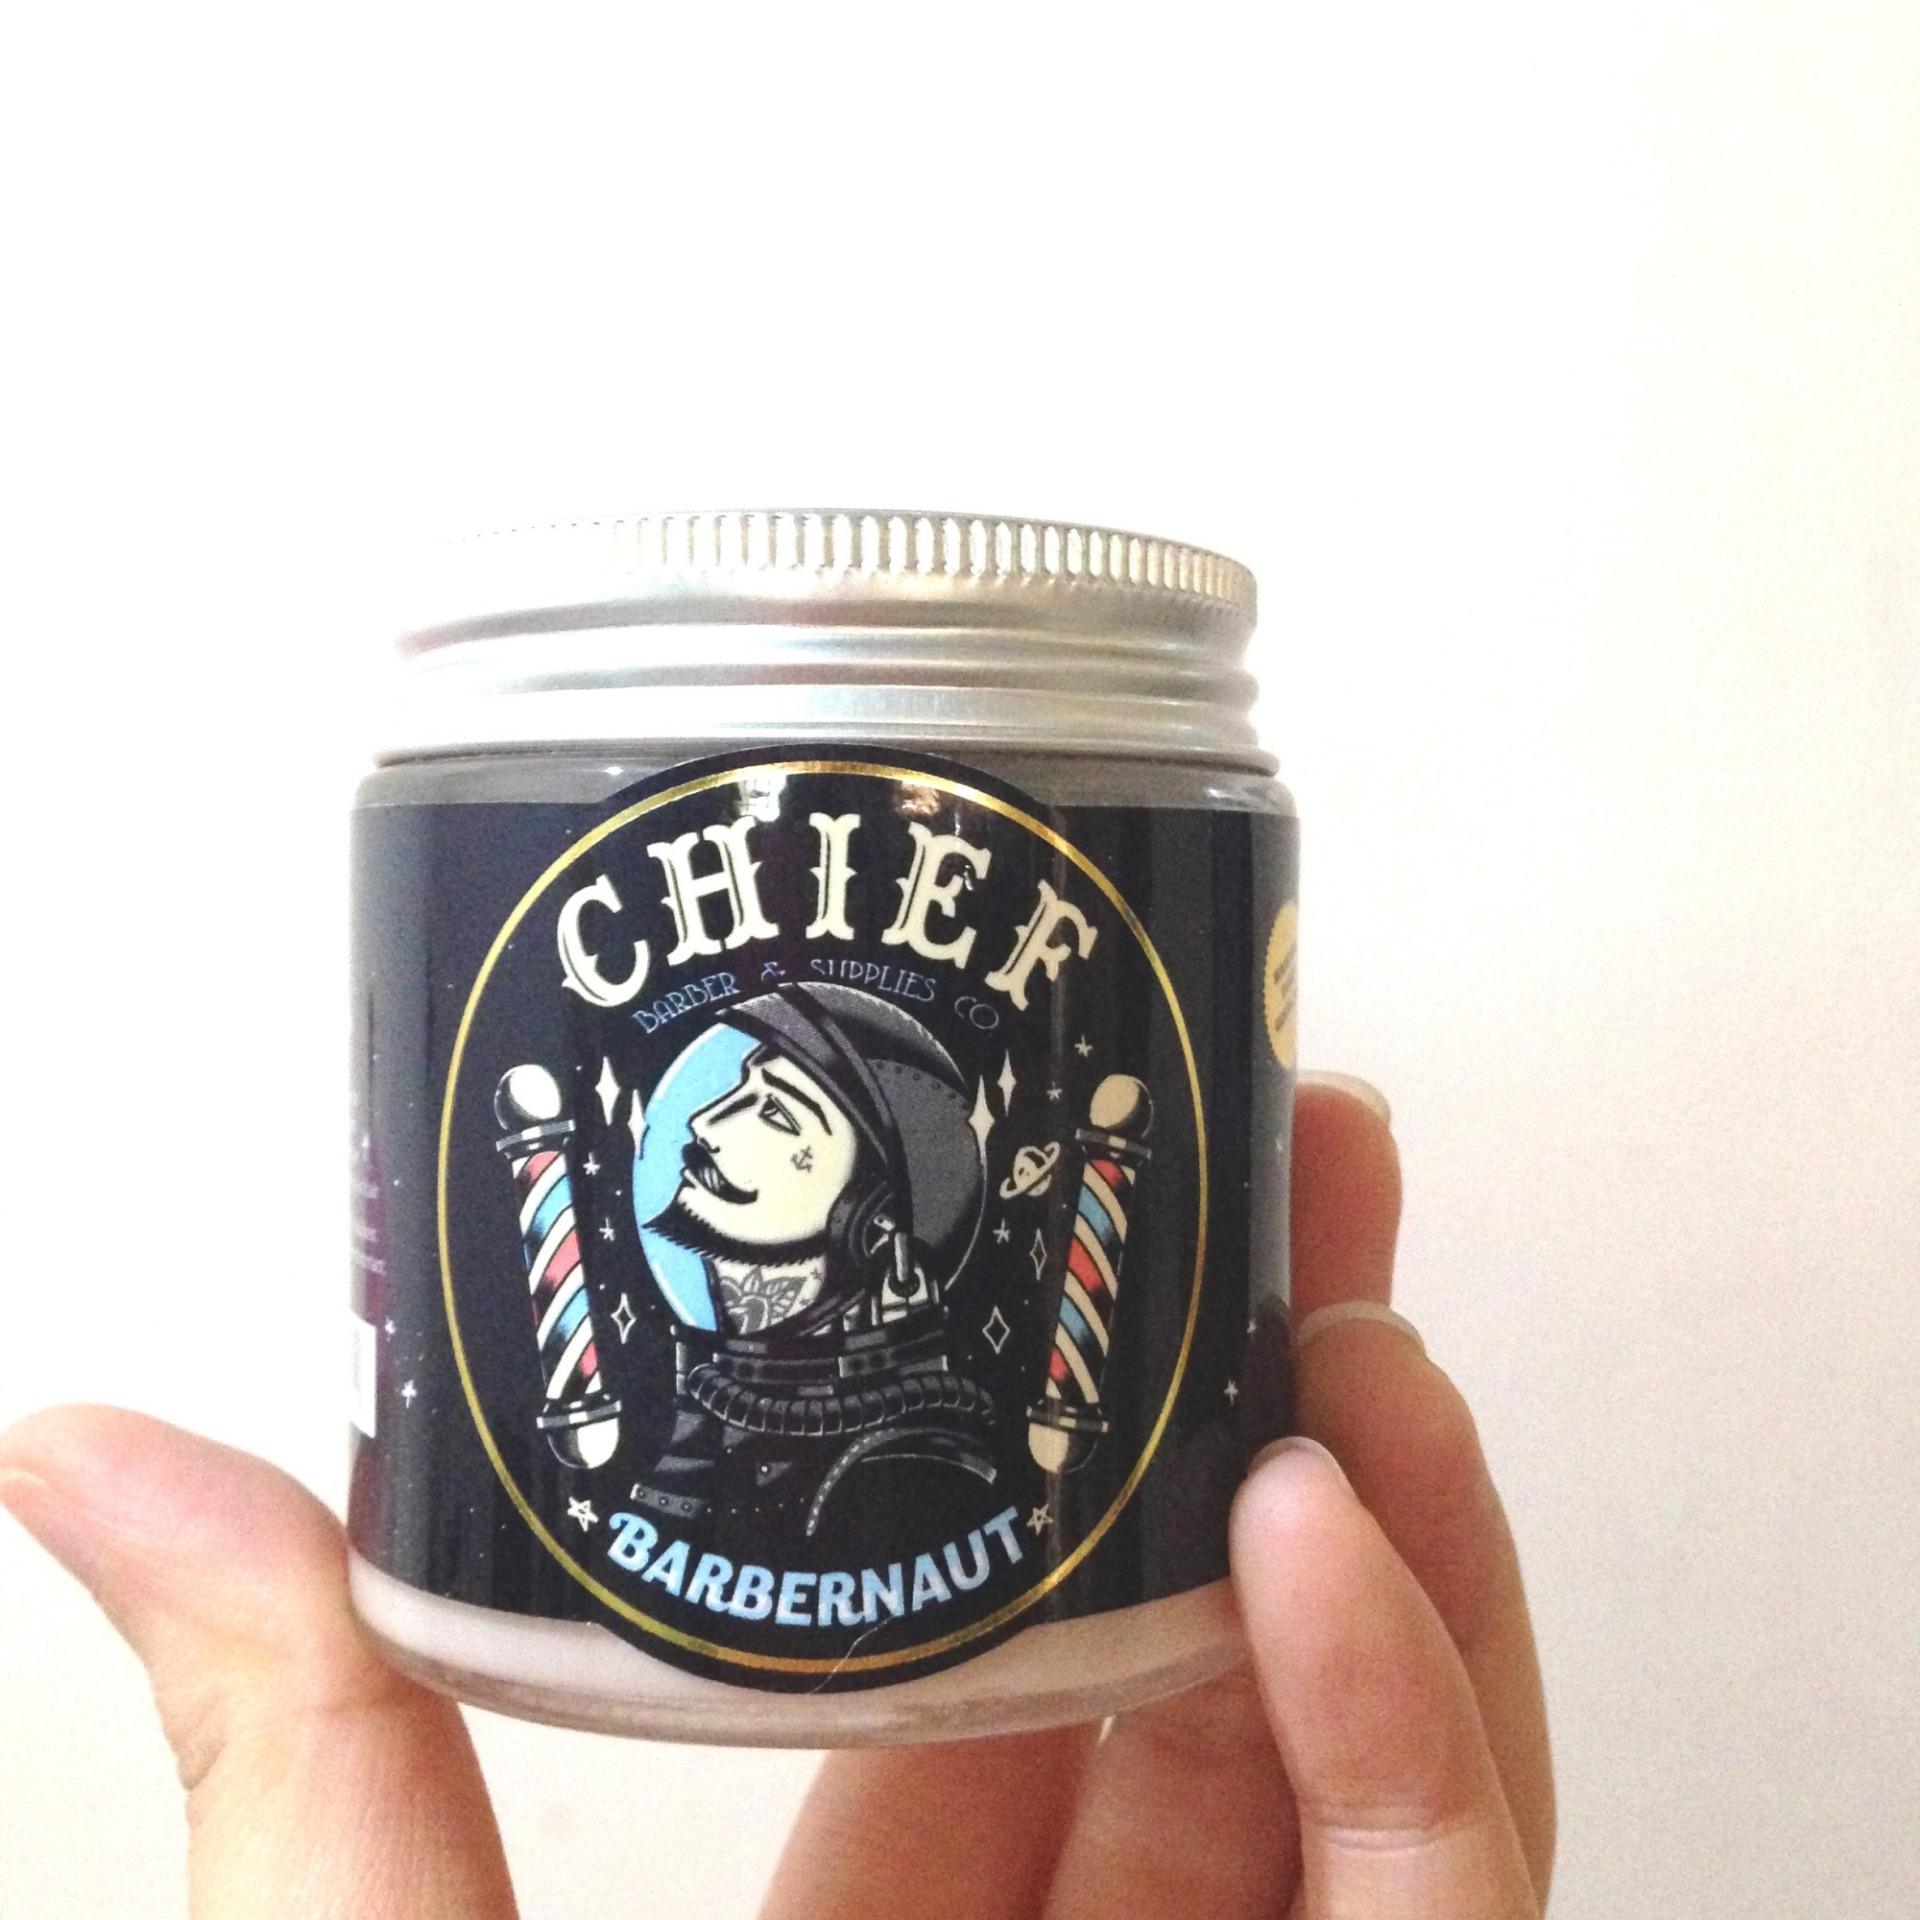 CHIEF
BARBER & SUPPLIES CO
BARBERNAUT